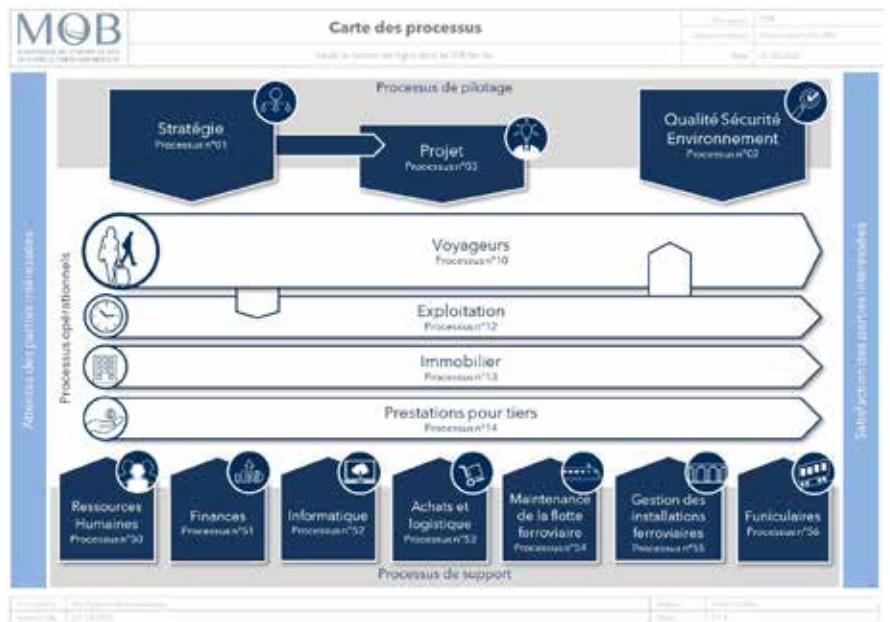 MOB
Carte des processus
Processus de pilotage
Stratégie
Processus n°01
Projet
Processus n°03
Qualité Sécurité
Environnement
Processus n°02
Attentes des parties intéressées
Processus opérationnels
Voyageurs
Processus n°10
Exploitation
Processus n°12
Immobilier
Processus n°13
Prestations pour tiers
Processus n°14
Satisfaction des parties intéressées
Ressources
Humaines
Processus n°50
Finances
Processus n°51
Informatique
Processus n°52
Achats et
logistique
Processus n°53
Maintenance
de la flotte
ferroviaire
Processus n°54
Gestion des
installations
ferroviaires
Processus n°55
Funiculaires
Processus n°56
Processus de support